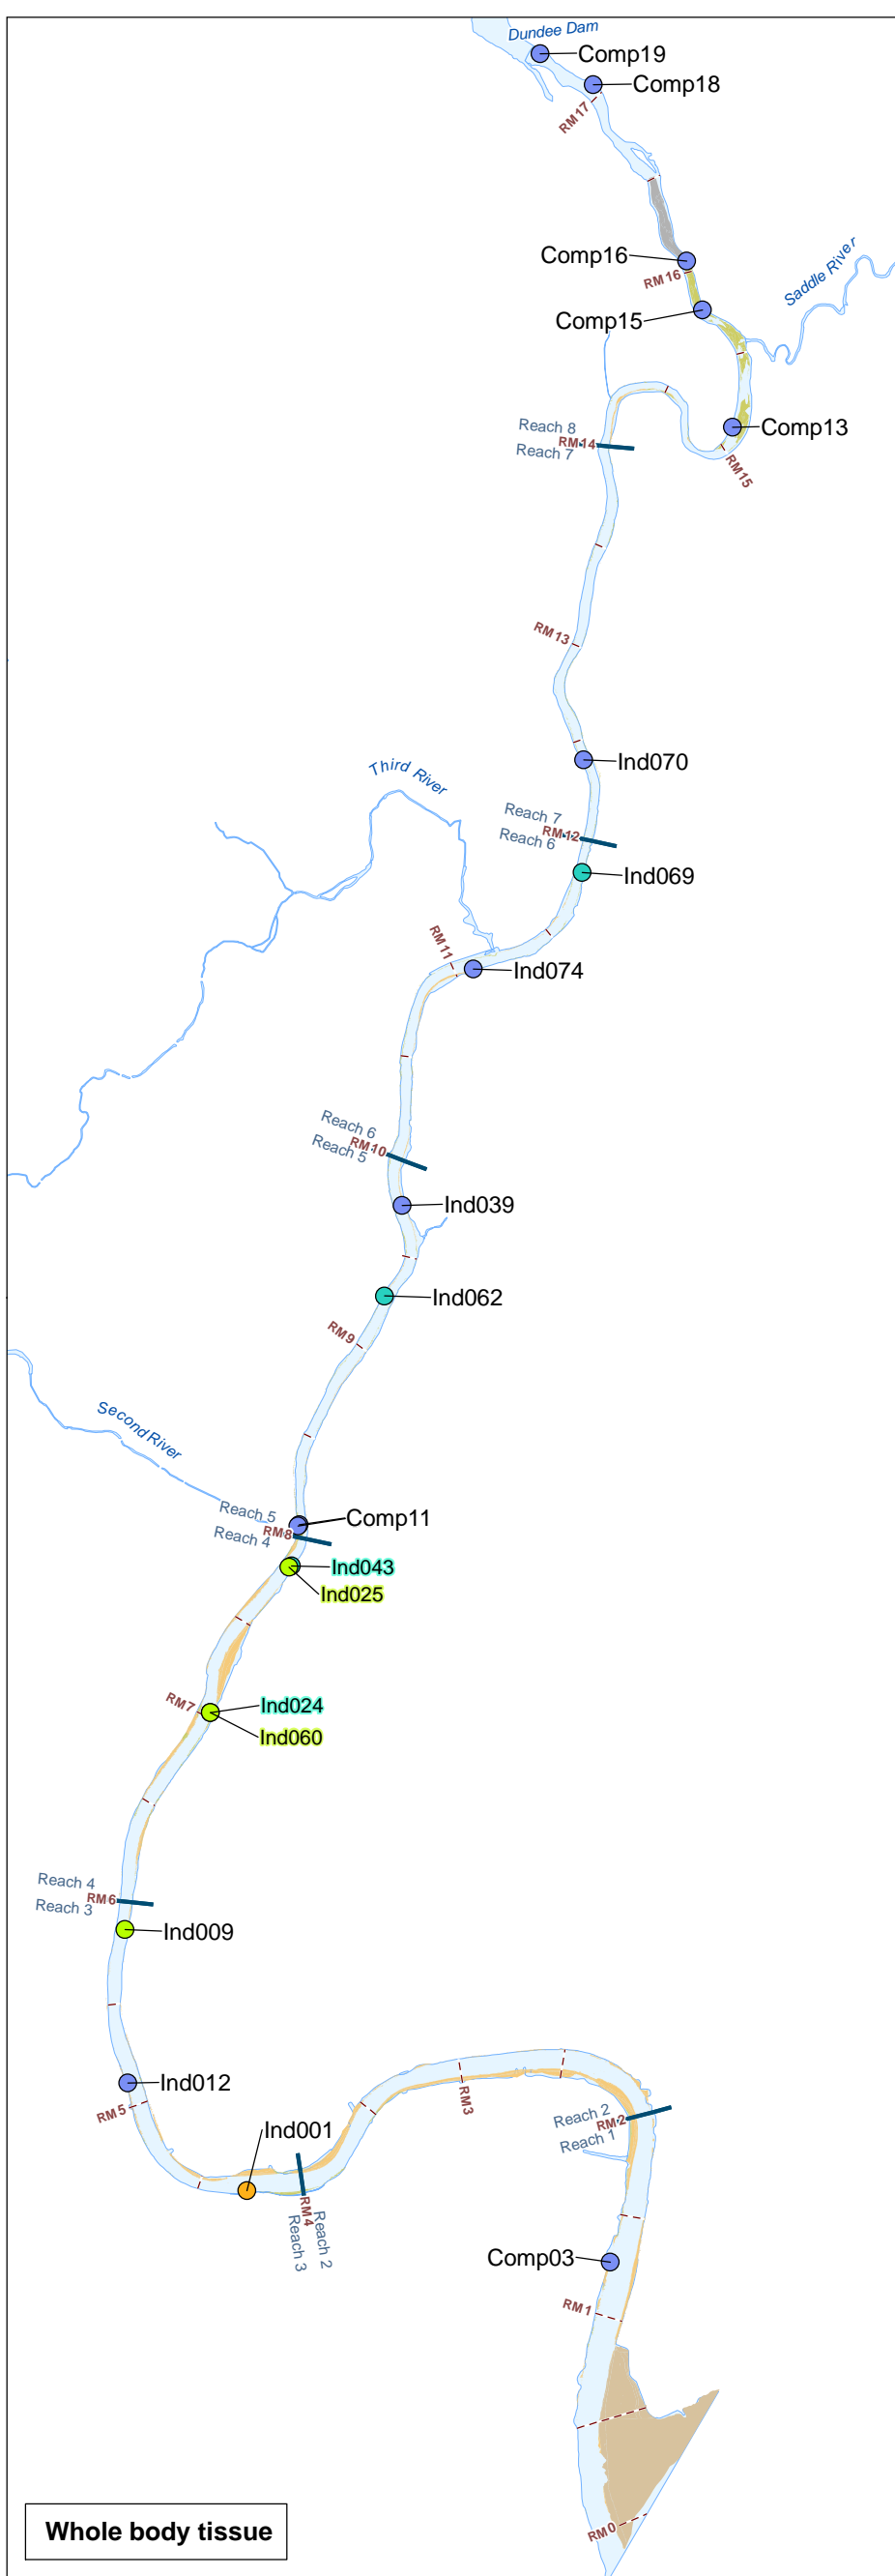 Dundee Dam
Comp19
Comp18
RM17
Comp16
RM16
Saddle River
Comp15
Comp13
Reach 8
RM14
Reach 7
RM15
RM13
Ind070
Third River
Reach 7
RM12
Reach 6
Ind069
RM11
Ind074
Reach 6
RM10
Reach 5
Ind039
Ind062
RM9
Second River
Reach 5
Comp11
RM8
Reach 4
Ind043
Ind025
RM7
Ind024
Ind060
Reach 4
RM6
Reach 3
Ind009
Ind012
RM5
RM3
Reach 2
RM2
Reach 1
Ind001
RM4
Reach 2
Reach 3
Comp03
RM1
RM0
Whole body tissue